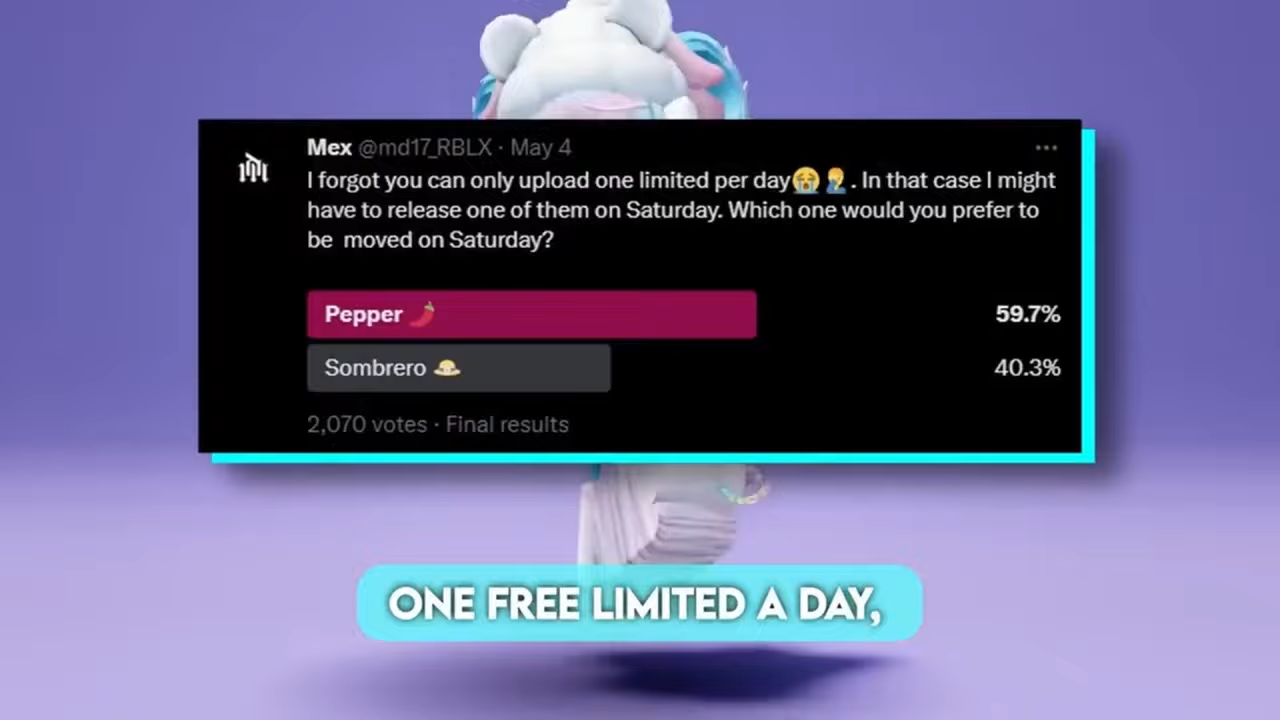 Mex @md17_RBLX · May 4
I forgot you can only upload one limited per day😭🤦‍♂️. In that case I might
have to release one of them on Saturday. Which one would you prefer to
be  moved on Saturday?
Pepper 🌶️ 59.7%
Sombrero 👒 40.3%
2,070 votes · Final results
ONE FREE LIMITED A DAY,